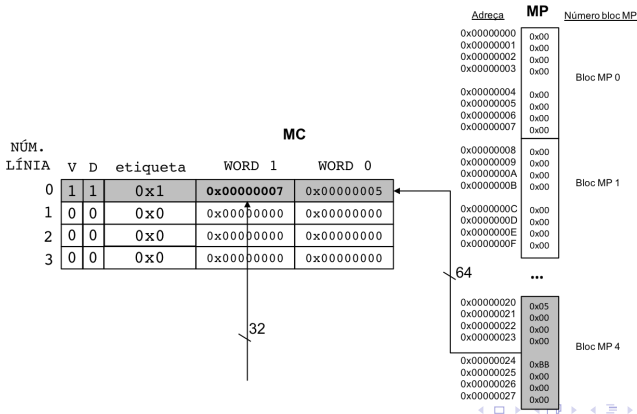 Adreça MP Número bloc MP
0x00000000 0x00
0x00000001 0x00
0x00000002 0x00
0x00000003 0x00
Bloc MP 0
0x00000004 0x00
0x00000005 0x00
0x00000006 0x00
0x00000007 0x00
0x00000008 0x00
0x00000009 0x00
0x0000000A 0x00
0x0000000B 0x00
Bloc MP 1
0x0000000C 0x00
0x0000000D 0x00
0x0000000E 0x00
0x0000000F 0x00
...
0x00000020 0x05
0x00000021 0x00
0x00000022 0x00
0x00000023 0x00
Bloc MP 4
0x00000024 0xBB
0x00000025 0x00
0x00000026 0x00
0x00000027 0x00
MC
NÚM.
LÍNIA V D etiqueta WORD 1 WORD 0
0 1 1 0x1 0x00000007 0x00000005
1 0 0 0x0 0x00000000 0x00000000
2 0 0 0x0 0x00000000 0x00000000
3 0 0 0x0 0x00000000 0x00000000
64
32